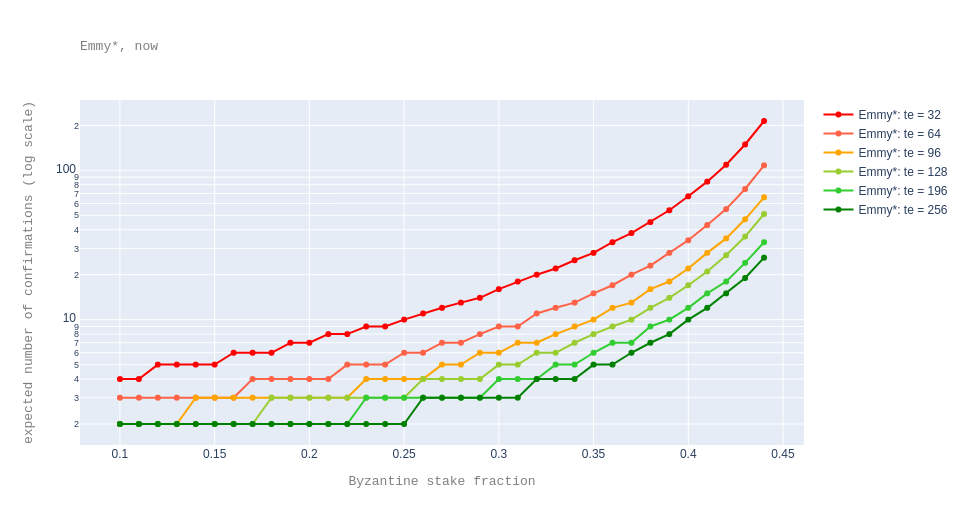 Emmy*, now
expected number of confirmations (log scale)
2
100
9
8
7
6
5
4
3
2
10
9
8
7
6
5
4
3
2
0.1 0.15 0.2 0.25 0.3 0.35 0.4 0.45
Byzantine stake fraction
Emmy*: te = 32
Emmy*: te = 64
Emmy*: te = 96
Emmy*: te = 128
Emmy*: te = 196
Emmy*: te = 256